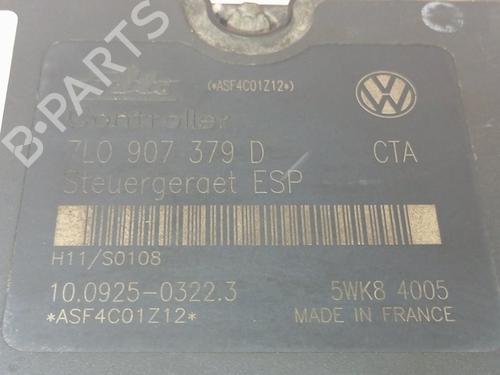 (*ASF4C01Z12*)
Controller
7L0 907 379 D CTA
Steuergeraet ESP
H11/S0108
10.0925-0322.3 5WK8 4005
*ASF4C01Z12* MADE IN FRANCE
B-PARTS